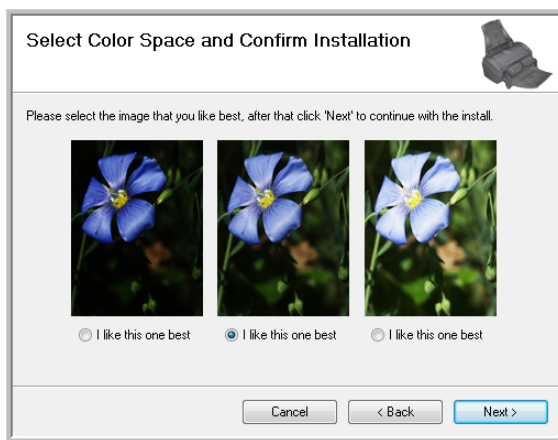 Select Color Space and Confirm Installation
Please select the image that you like best, after that click 'Next' to continue with the install.
I like this one best
I like this one best
I like this one best
Cancel
< Back
Next >